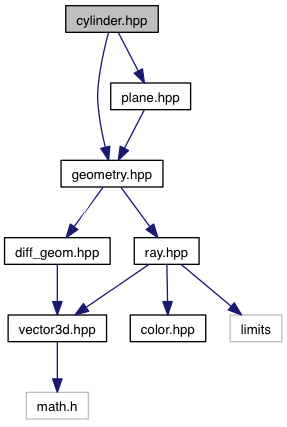 cylinder.hpp
plane.hpp
geometry.hpp
diff_geom.hpp
ray.hpp
vector3d.hpp
color.hpp
limits
math.h